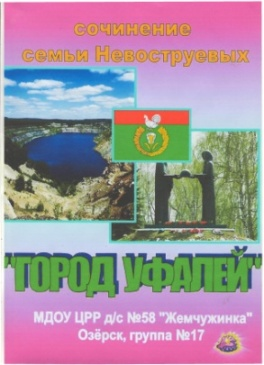 сочинение
семьи Невоструевых
"ГОРОД УФАЛЕЙ"
МДОУ ЦРР д/с №58 "Жемчужинка"
Озёрск, группа №17